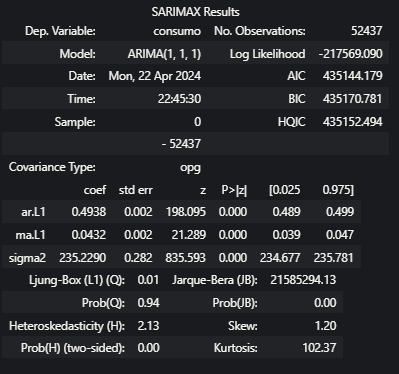 SARIMAX Results
Dep. Variable: consumo No. Observations: 52437
Model: ARIMA(1, 1, 1) Log Likelihood -217569.090
Date: Mon, 22 Apr 2024 AIC 435144.179
Time: 22:45:30 BIC 435170.781
Sample: 0 HQIC 435152.494
- 52437
Covariance Type: opg
coef std err z P>|z| [0.025 0.975]
ar.L1 0.4938 0.002 198.095 0.000 0.489 0.499
ma.L1 0.0432 0.002 21.289 0.000 0.039 0.047
sigma2 235.2290 0.282 835.593 0.000 234.677 235.781
Ljung-Box (L1) (Q): 0.01 Jarque-Bera (JB): 21585294.13
Prob(Q): 0.94 Prob(JB): 0.00
Heteroskedasticity (H): 2.13 Skew: 1.20
Prob(H) (two-sided): 0.00 Kurtosis: 102.37